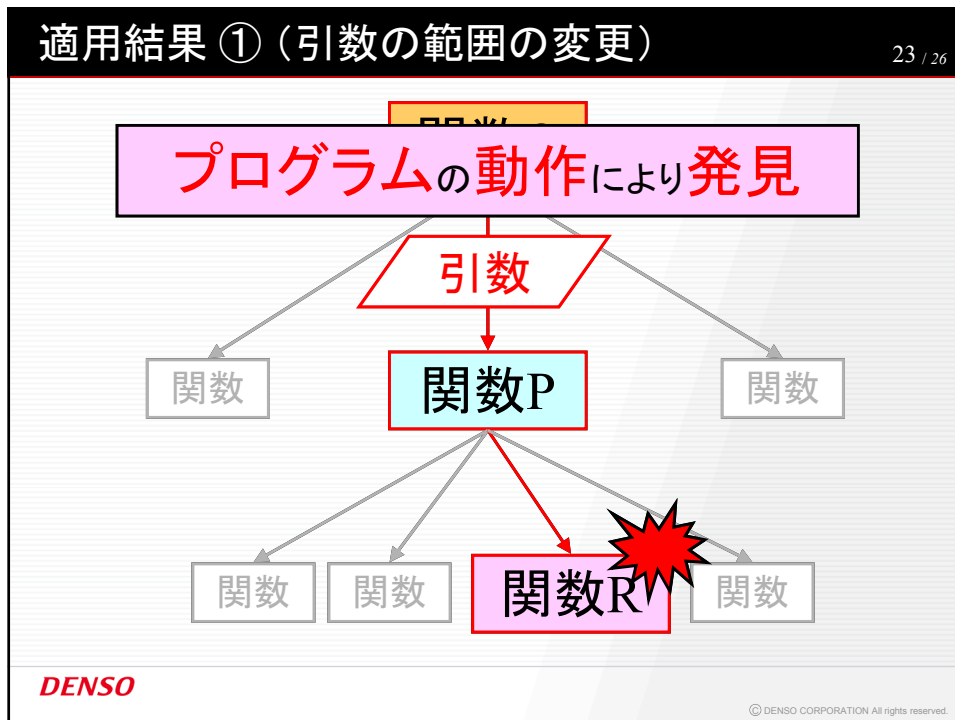 適用結果 ①（引数の範囲の変更）
23 / 26
プログラムの動作により発見
引数
関数
関数P
関数
関数
関数
関数R
関数
DENSO
Ⓒ DENSO CORPORATION All rights reserved.